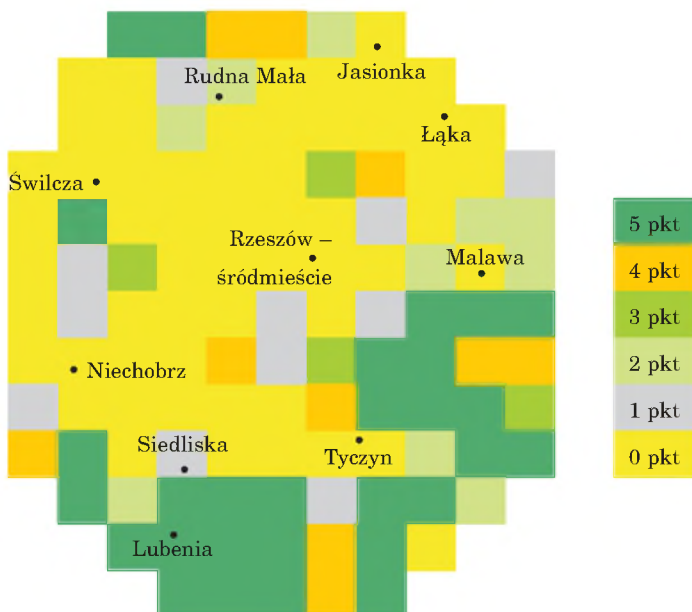 Rudna Mała
Jasionka
Łąka
Świlcza
Rzeszów –
śródmieście
Malawa
Niechobrz
Siedliska
Tyczyn
Lubenia
5 pkt
4 pkt
3 pkt
2 pkt
1 pkt
0 pkt